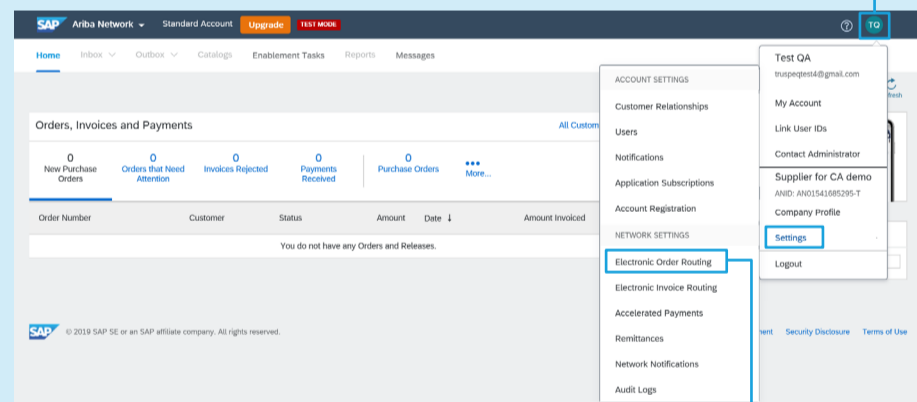 SAP Ariba Network Standard Account Upgrade TEST MODE TQ
Home Inbox Outbox Catalogs Enablement Tasks Reports Messages
Test QA
truspeqtest4@gmail.com
My Account
Link User IDs
Contact Administrator
Supplier for CA demo
ANID: AN01541685295-T
Company Profile
Settings
Logout
ACCOUNT SETTINGS
Customer Relationships
Users
Notifications
Application Subscriptions
Account Registration
NETWORK SETTINGS
Electronic Order Routing
Electronic Invoice Routing
Accelerated Payments
Remittances
Network Notifications
Audit Logs
Orders, Invoices and Payments All Custom
0 New Purchase Orders
0 Orders that Need Attention
0 Invoices Rejected
0 Payments Received
0 Purchase Orders
More...
Order Number Customer Status Amount Date ↓ Amount Invoiced
You do not have any Orders and Releases.
SAP © 2019 SAP SE or an SAP affiliate company. All rights reserved.
Security Disclosure Terms of Use